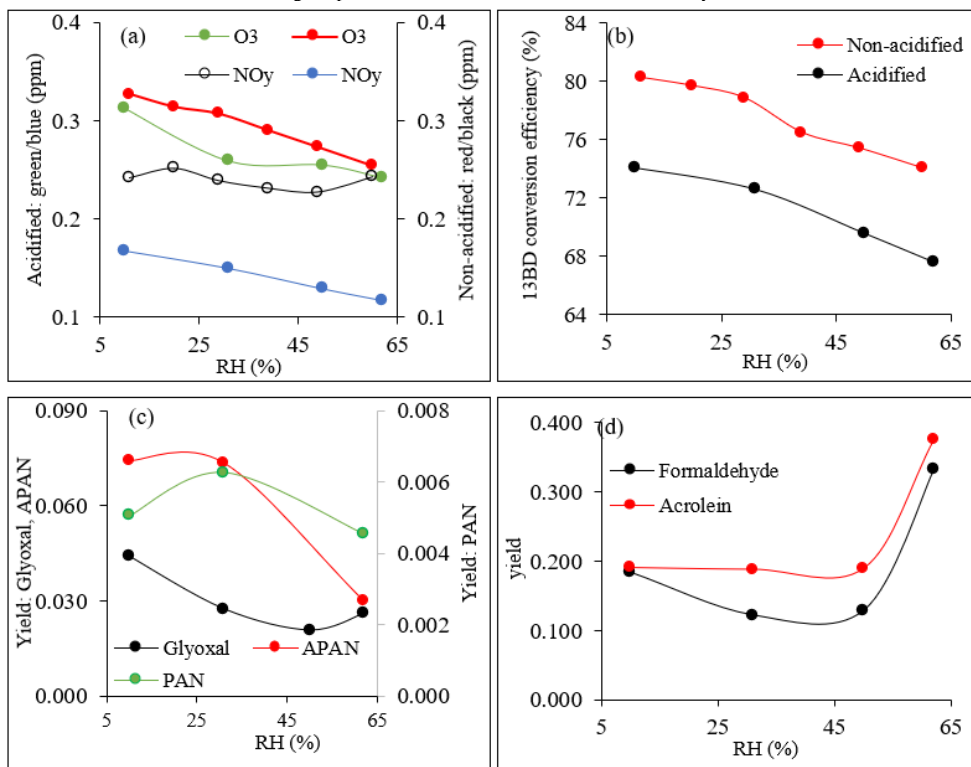 (a)
O3
O3
NOy
NOy
Acidified: green/blue (ppm)
0.4
0.3
0.2
0.1
Non-acidified: red/black (ppm)
0.4
0.3
0.2
0.1
5
25
45
65
RH (%)
(b)
Non-acidified
Acidified
13BD conversion efficiency (%)
84
80
76
72
68
64
5
25
45
65
RH (%)
(c)
Yield: Glyoxal, APAN
0.090
0.060
0.030
0.000
Yield: PAN
0.008
0.006
0.004
0.002
0.000
Glyoxal
APAN
PAN
5
25
45
65
RH (%)
(d)
Formaldehyde
Acrolein
yield
0.400
0.300
0.200
0.100
0.000
5
25
45
65
RH (%)